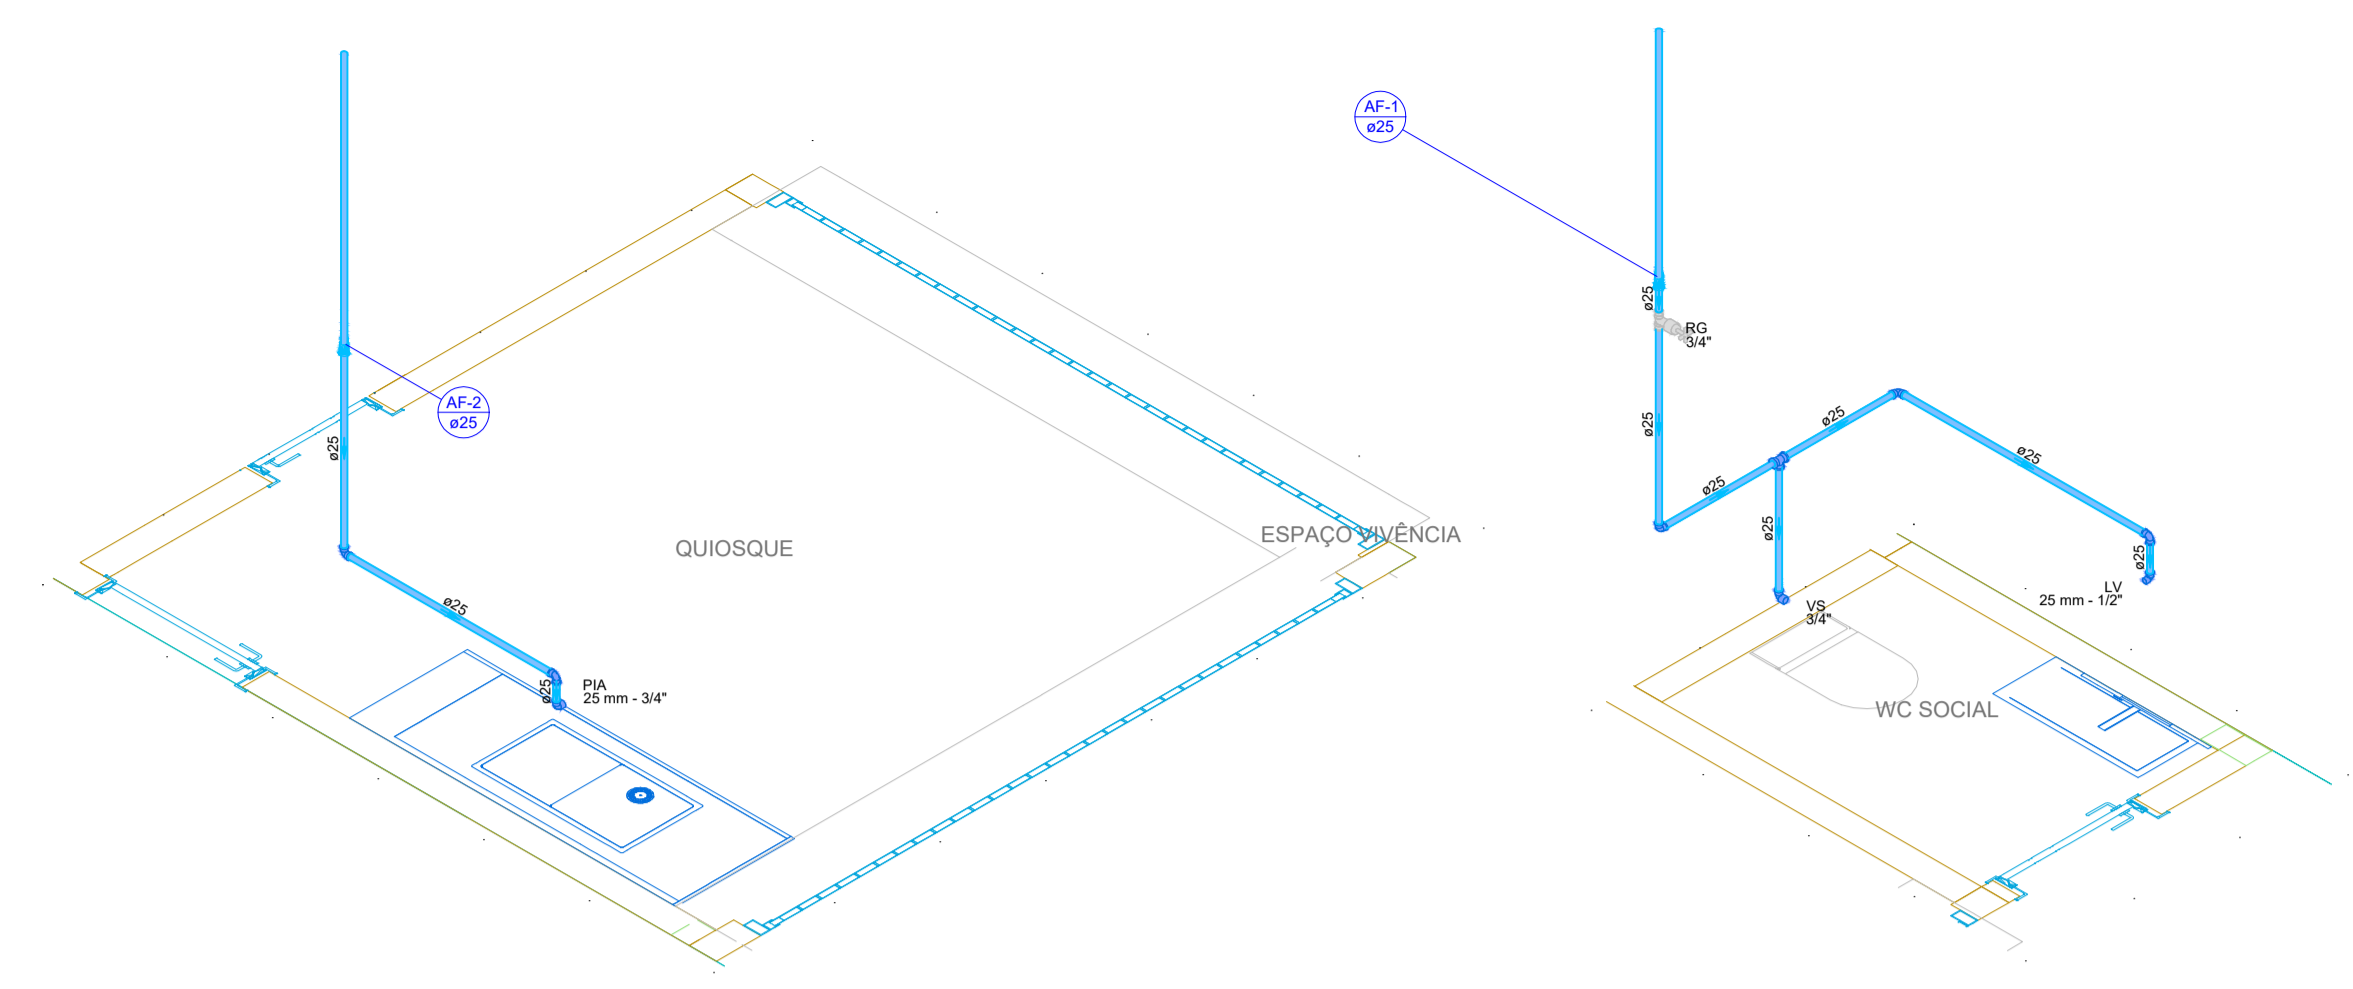 AF-2
ø25
ø25
ø25
ø25
PIA
25 mm - 3/4"
QUIOSQUE
ESPAÇO VIVÊNCIA
AF-1
ø25
ø25
RG
3/4"
ø25
ø25
ø25
ø25
ø25
ø25
VS
3/4"
LV
25 mm - 1/2"
WC SOCIAL